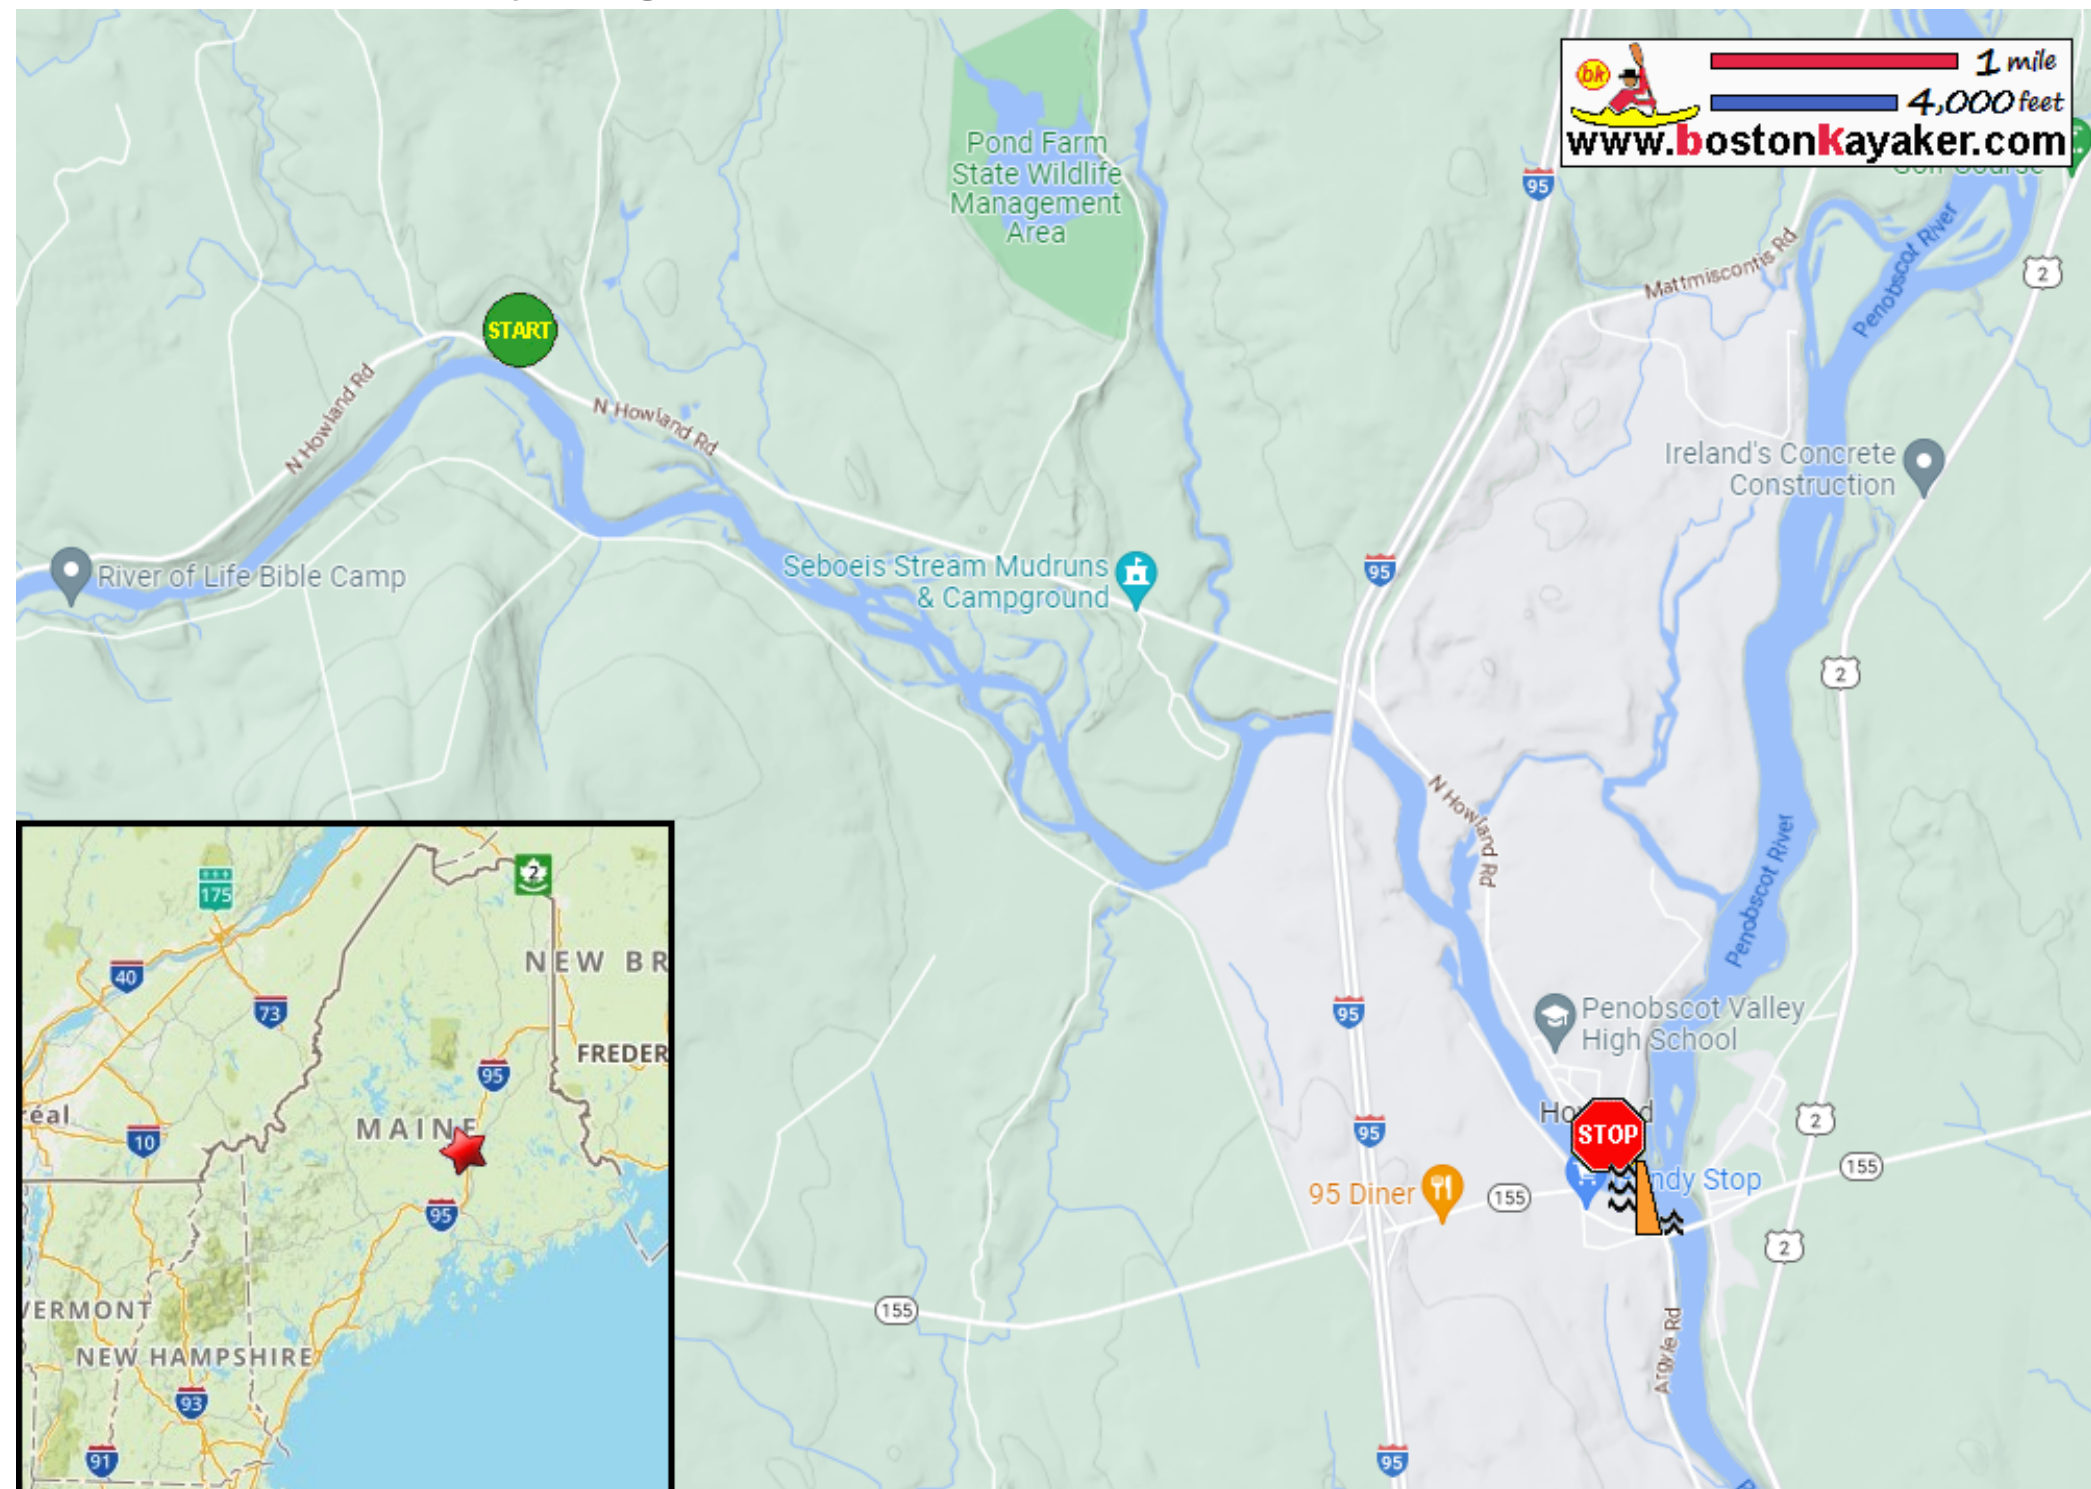 bk
1 mile
4,000 feet
www.bostonkayaker.com
Pond Farm
State Wildlife
Management
Area
95
Penobscot River
2
Mattmiscontis Rd
START
N Howland Rd
N Howland Rd
Ireland's Concrete
Construction
River of Life Bible Camp
Seboeis Stream Mudruns
& Campground
95
2
N Howland Rd
Penobscot River
95
Penobscot Valley
High School
STOP
95
2
155
95 Diner
155
2
155
Argyle Rd
95
2
175
40
73
NEW BR
FREDER
95
MAINE
10
95
VERMONT
NEW HAMPSHIRE
93
91